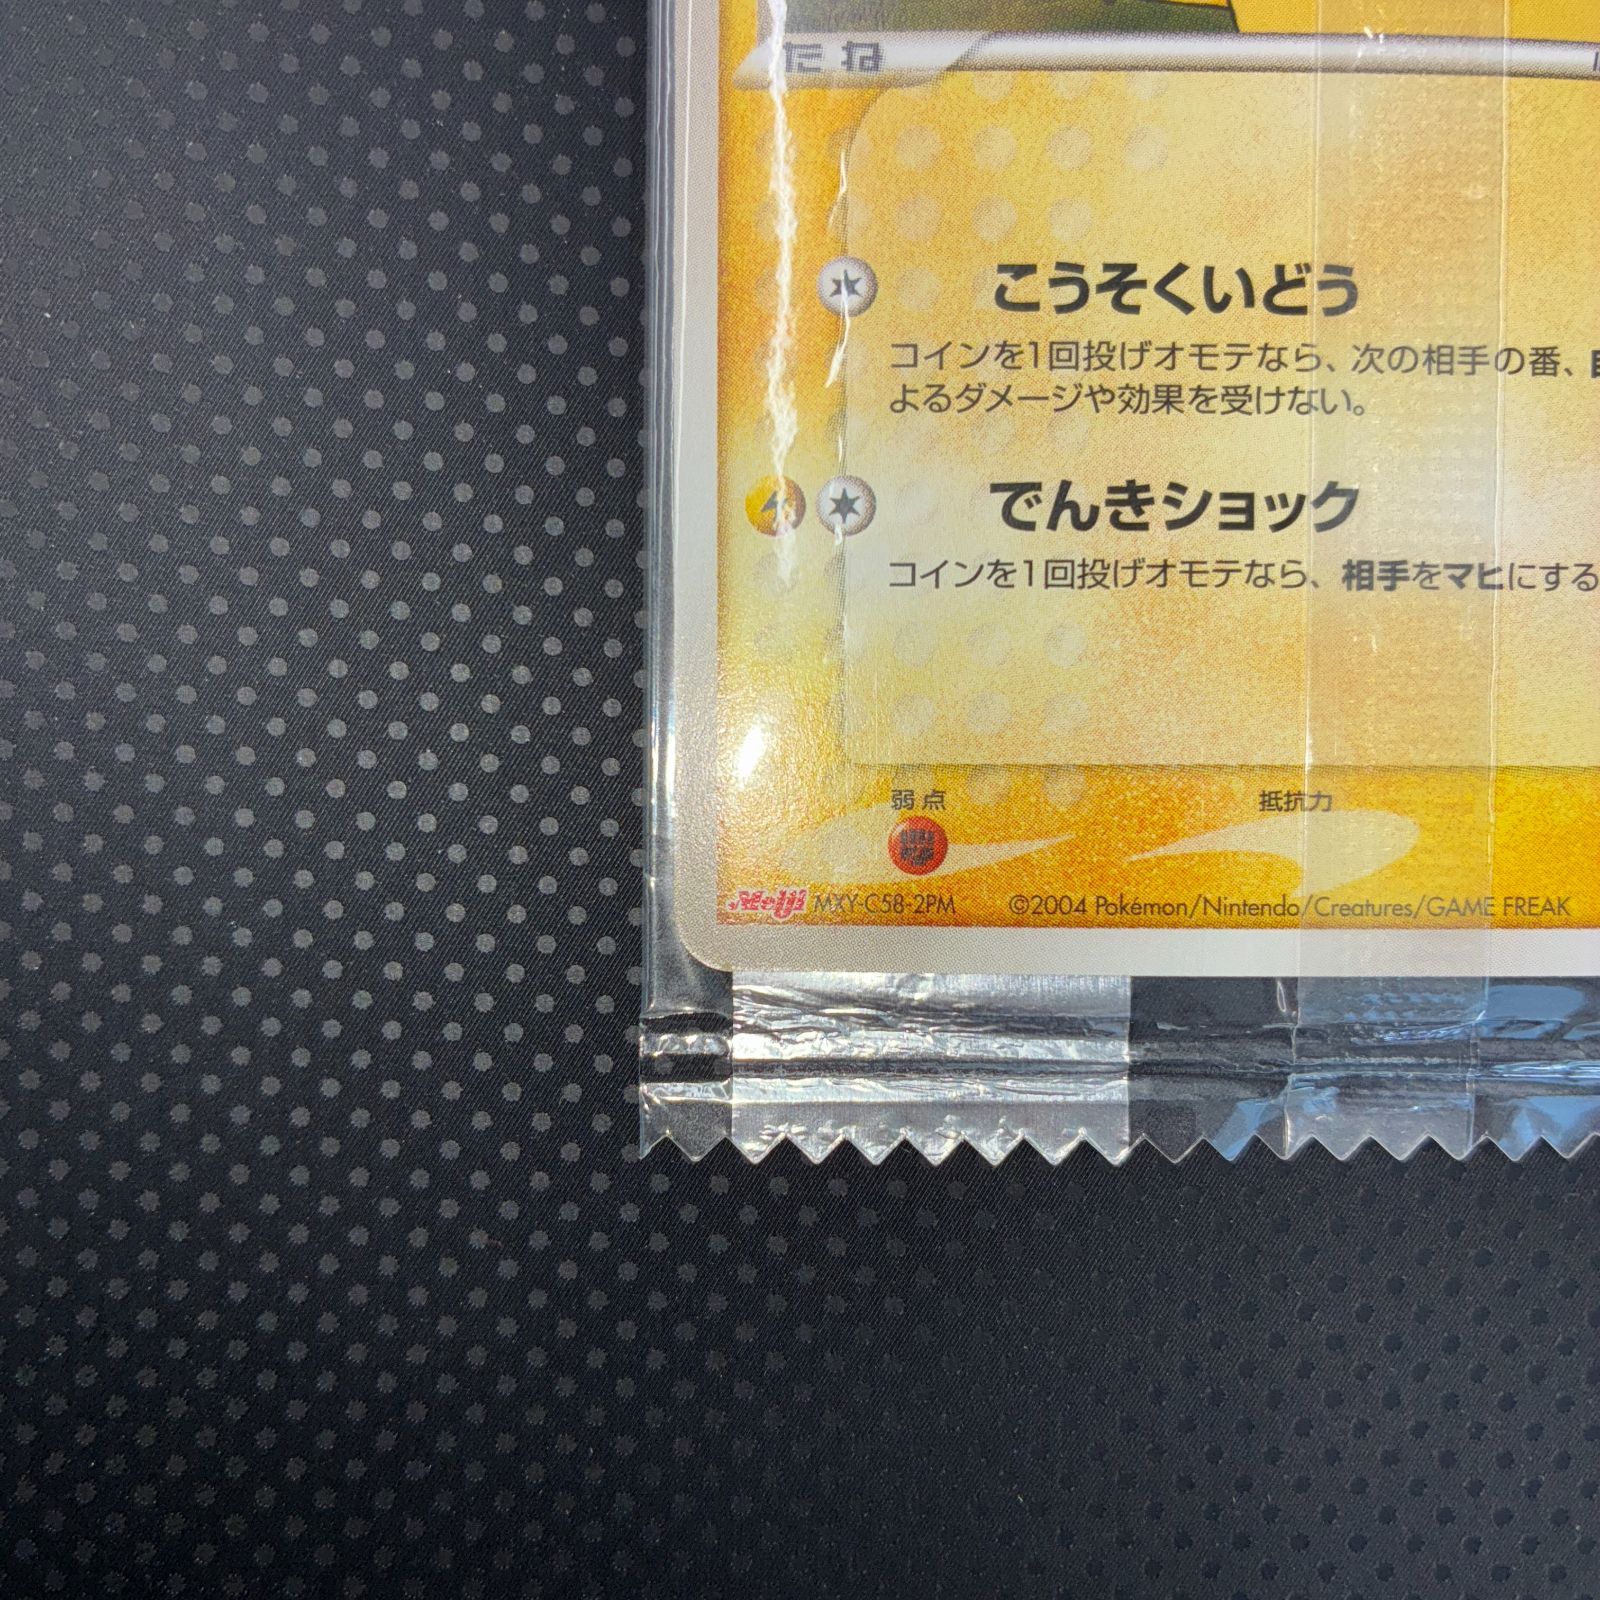 たね
こうそくいどう
コインを1回投げオモテなら、次の相手の番、
よるダメージや効果を受けない。
でんきショック
コインを1回投げオモテなら、相手をマヒにする
弱点 抵抗力
Meiji MXY-C58-2PM ©2004 Pokémon/Nintendo/Creatures/GAME FREAK